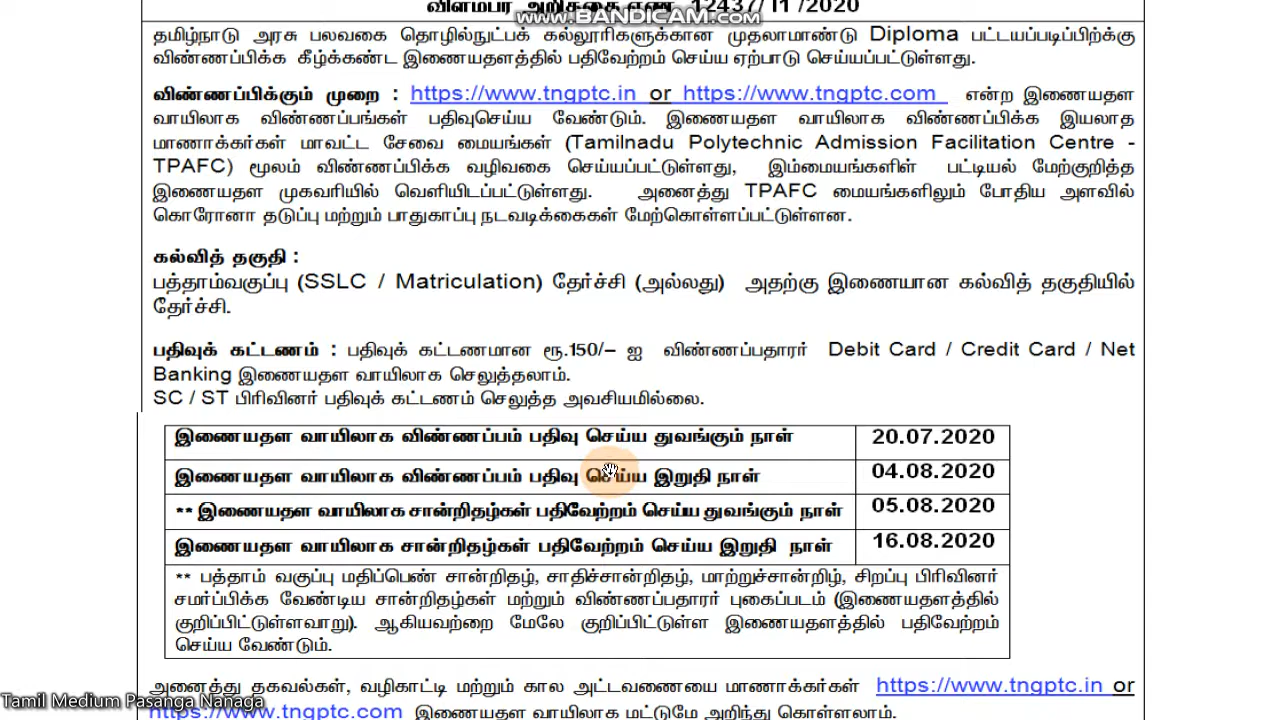 விளம்பர அறிக்கை எண் 12437/ I1 /2020
www.BANDICAM.com
தமிழ்நாடு அரசு பலவகை தொழில்நுட்பக் கல்லூரிகளுக்கான முதலாமாண்டு Diploma பட்டயப்படிப்பிற்க்கு
விண்ணப்பிக்க கீழ்க்கண்ட இணையதளத்தில் பதிவேற்றம் செய்ய ஏற்பாடு செய்யப்பட்டுள்ளது.
விண்ணப்பிக்கும் முறை : https://www.tngptc.in or https://www.tngptc.com என்ற இணையதள
வாயிலாக விண்ணப்பங்கள் பதிவுசெய்ய வேண்டும். இணையதள வாயிலாக விண்ணப்பிக்க இயலாத
மாணாக்கர்கள் மாவட்ட சேவை மையங்கள் (Tamilnadu Polytechnic Admission Facilitation Centre -
TPAFC) மூலம் விண்ணப்பிக்க வழிவகை செய்யப்பட்டுள்ளது, இம்மையங்களிள் பட்டியல் மேற்குறித்த
இணையதள முகவரியில் வெளியிடப்பட்டுள்ளது. அனைத்து TPAFC மையங்களிலும் போதிய அளவில்
கொரோனா தடுப்பு மற்றும் பாதுகாப்பு நடவடிக்கைகள் மேற்கொள்ளப்பட்டுள்ளன.
கல்வித் தகுதி :
பத்தாம்வகுப்பு (SSLC / Matriculation) தேர்ச்சி (அல்லது) அதற்கு இணையான கல்வித் தகுதியில்
தேர்ச்சி.
பதிவுக் கட்டணம் : பதிவுக் கட்டணமான ரூ.150/– ஐ விண்ணப்பதாரர் Debit Card / Credit Card / Net
Banking இணையதள வாயிலாக செலுத்தலாம்.
SC / ST பிரிவினர் பதிவுக் கட்டணம் செலுத்த அவசியமில்லை.
இணையதள வாயிலாக விண்ணப்பம் பதிவு செய்ய துவங்கும் நாள் 20.07.2020
இணையதள வாயிலாக விண்ணப்பம் பதிவு செய்ய இறுதி நாள் 04.08.2020
** இணையதள வாயிலாக சான்றிதழ்கள் பதிவேற்றம் செய்ய துவங்கும் நாள் 05.08.2020
இணையதள வாயிலாக சான்றிதழ்கள் பதிவேற்றம் செய்ய இறுதி நாள் 16.08.2020
** பத்தாம் வகுப்பு மதிப்பெண் சான்றிதழ், சாதிச்சான்றிதழ், மாற்றுச்சான்றிழ், சிறப்பு பிரிவினர்
சமர்ப்பிக்க வேண்டிய சான்றிதழ்கள் மற்றும் விண்ணப்பதாரர் புகைப்படம் (இணையதளத்தில்
குறிப்பிட்டுள்ளவாறு). ஆகியவற்றை மேலே குறிப்பிட்டுள்ள இணையதளத்தில் பதிவேற்றம்
செய்ய வேண்டும்.
அனைத்து தகவல்கள், வழிகாட்டி மற்றும் கால அட்டவணையை மாணாக்கர்கள் https://www.tngptc.in or
https://www.tngptc.com இணையதள வாயிலாக மட்டுமே அறிந்து கொள்ளலாம்.
Tamil Medium Pasanga Nanaga